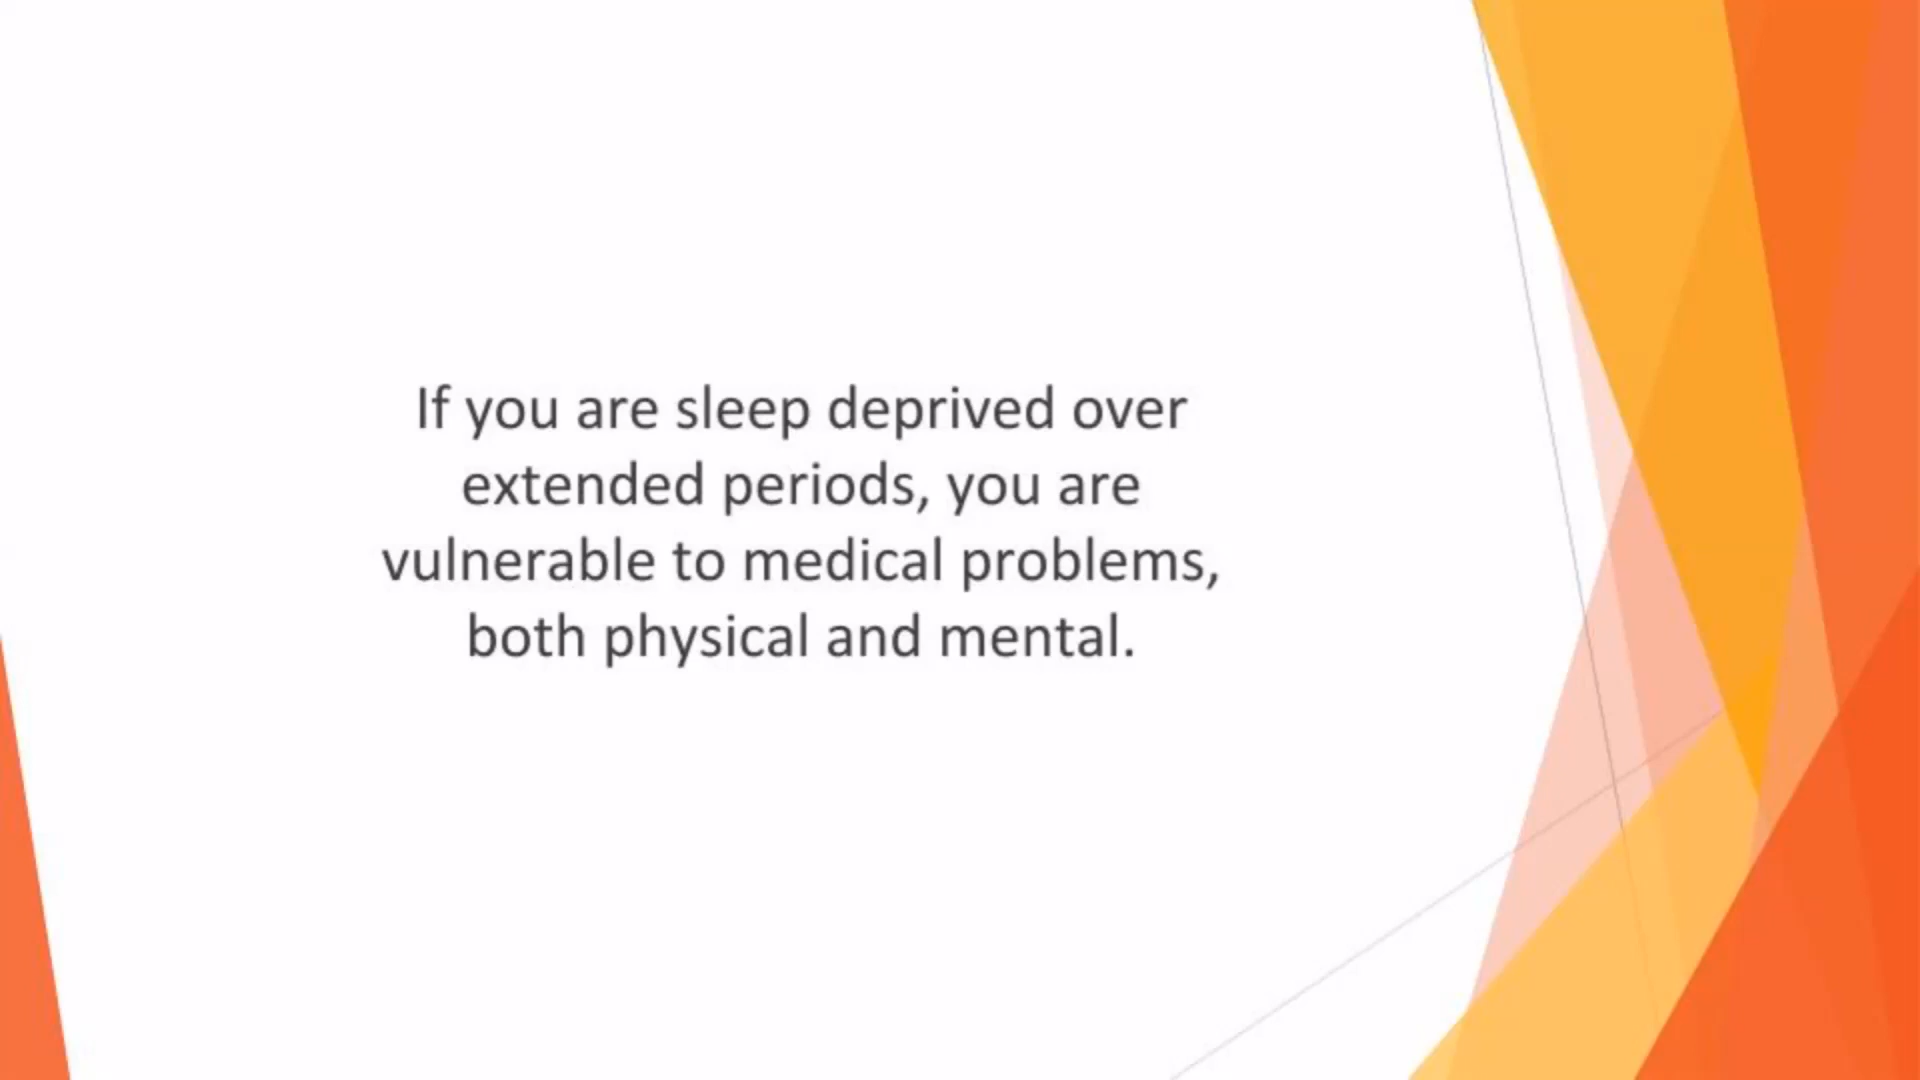 If you are sleep deprived over
extended periods, you are
vulnerable to medical problems,
both physical and mental.